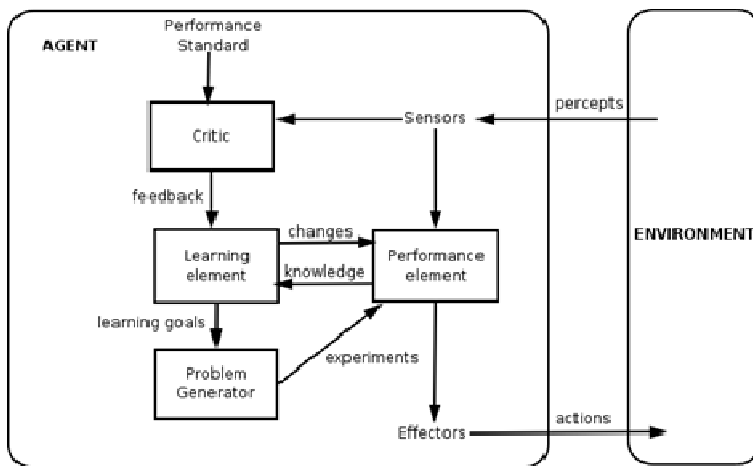 AGENT
Performance
Standard
percepts
Sensors
Critic
feedback
changes
Learning
element
Performance
element
ENVIRONMENT
knowledge
learning goals
experiments
Problem
Generator
Effectors
actions